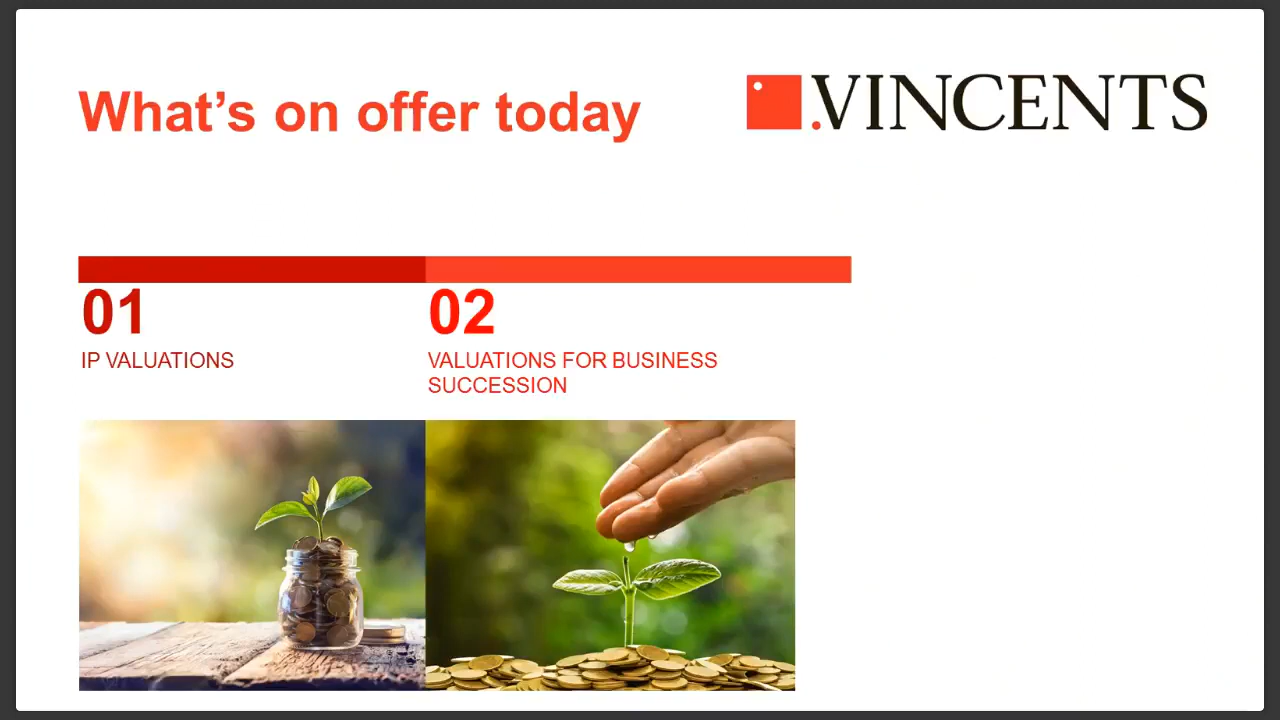 What’s on offer today
.VINCENTS
01
IP VALUATIONS
02
VALUATIONS FOR BUSINESS
SUCCESSION